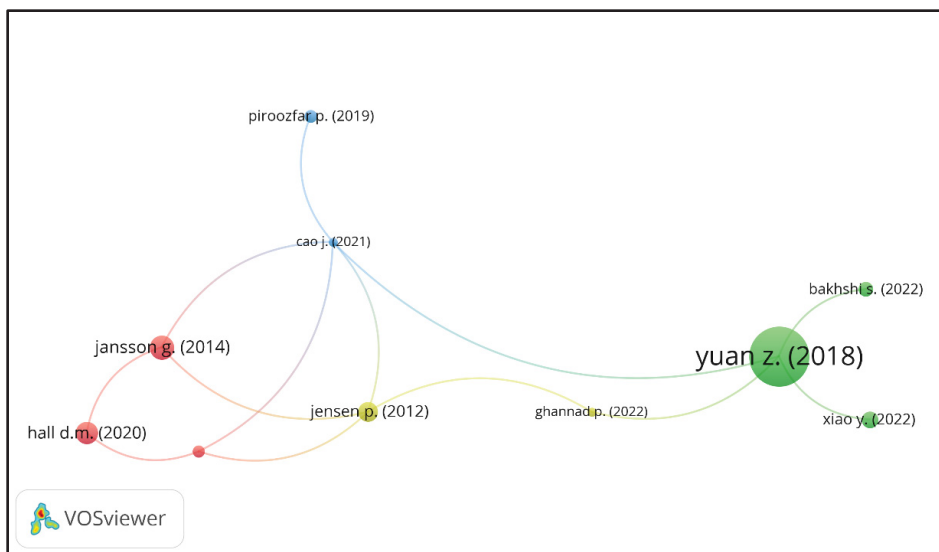 piroozfar p. (2019)
cao j. (2021)
bakhshi s. (2022)
jansson g. (2014)
yuan z. (2018)
jensen p. (2012)
ghannad p. (2022)
xiao y. (2022)
hall d.m. (2020)
VOSviewer